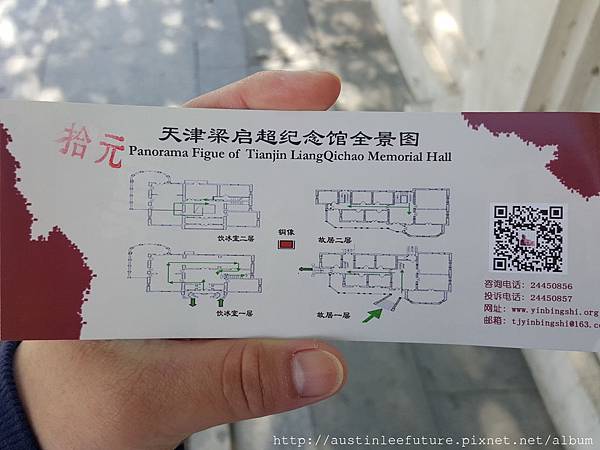 拾元
天津梁启超纪念馆全景图
Panorama Figue of Tianjin LiangQichao Memorial Hall
饮冰室二层
铜像
故居二层
饮冰室一层
故居一层
咨询电话：24450856
投诉电话：24450857
网址：www.yinbingshi.org
邮箱：tjyinbingshi@163.co
http://austinleefuture.pixnet.net/album